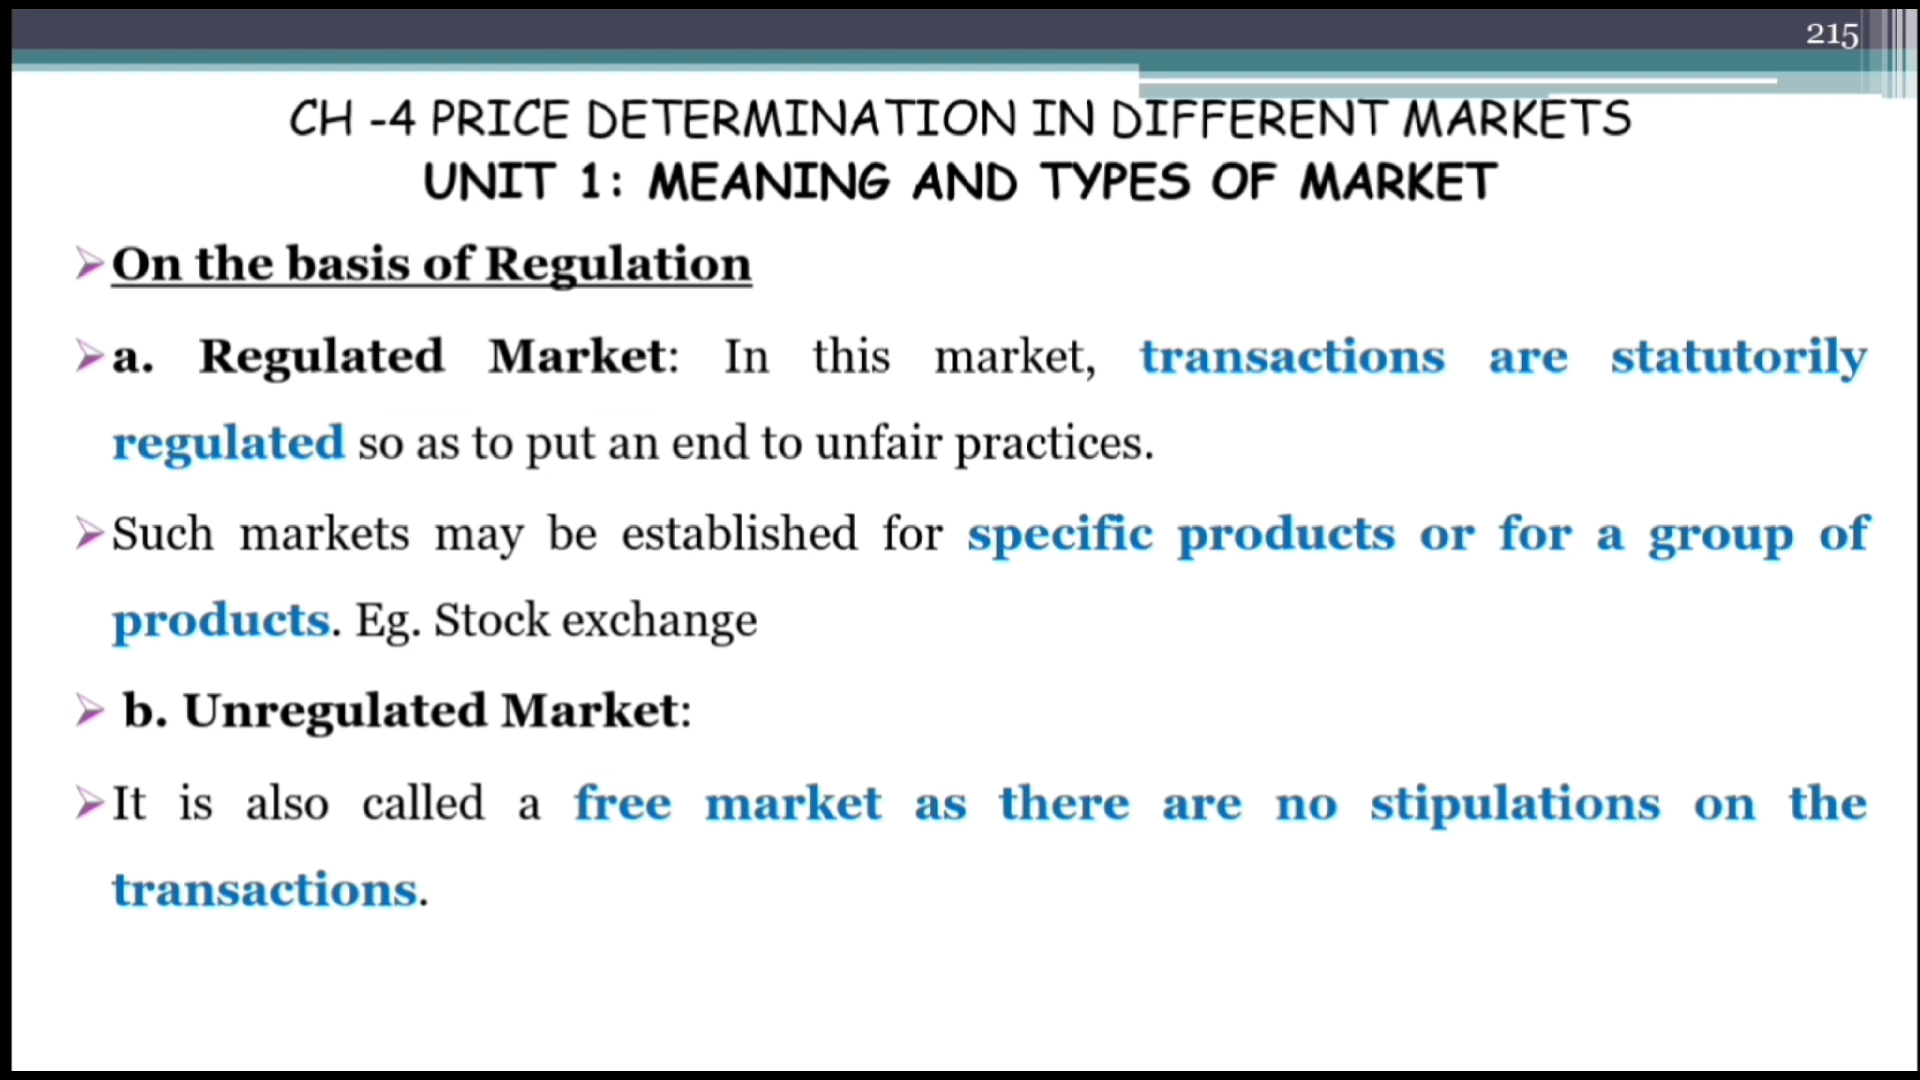 215
CH -4 PRICE DETERMINATION IN DIFFERENT MARKETS
UNIT 1: MEANING AND TYPES OF MARKET
➢On the basis of Regulation
➢a. Regulated Market: In this market, transactions are statutorily
regulated so as to put an end to unfair practices.
➢Such markets may be established for specific products or for a group of
products. Eg. Stock exchange
➢ b. Unregulated Market:
➢It is also called a free market as there are no stipulations on the
transactions.